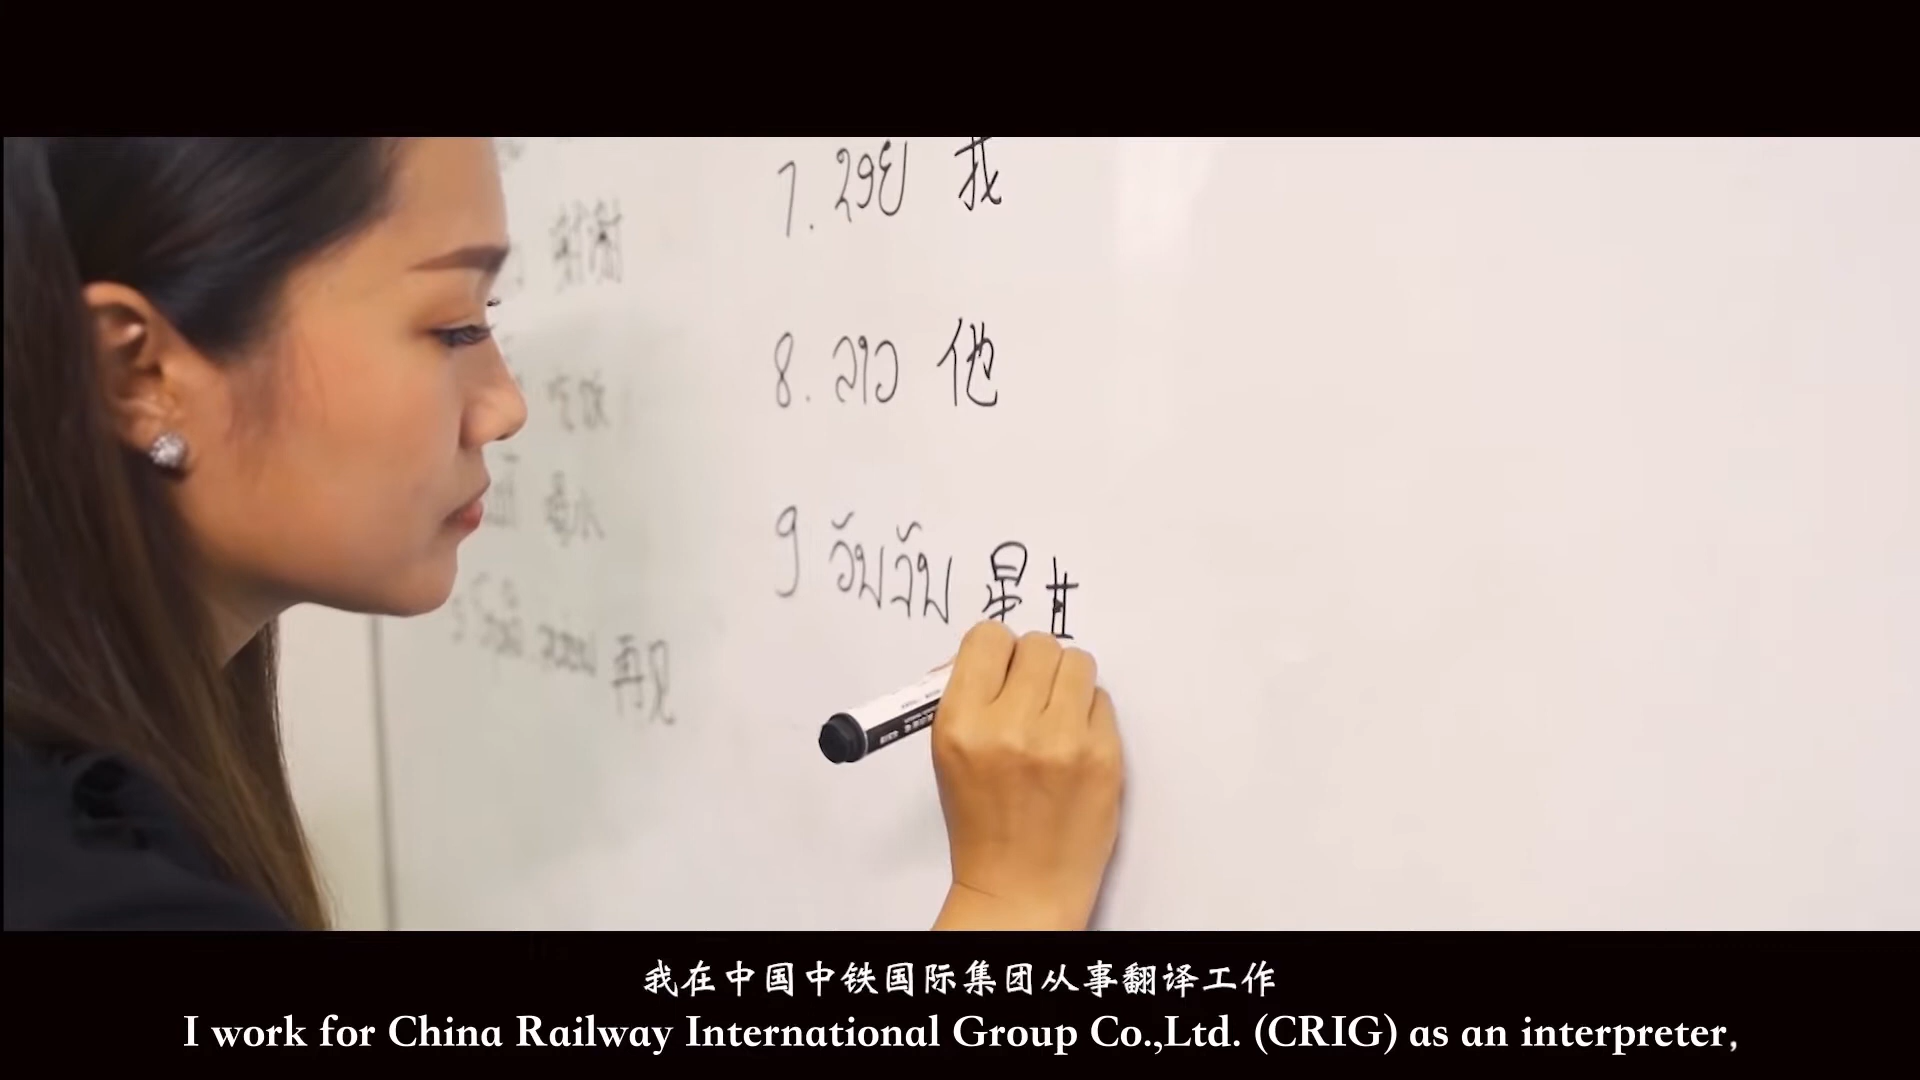 谢谢
再见
7. ຂ້ອຍ 我
8. ລາວ 他
9 ວັນຈັນ 星
我在中国中铁国际集团从事翻译工作
I work for China Railway International Group Co.,Ltd. (CRIG) as an interpreter,